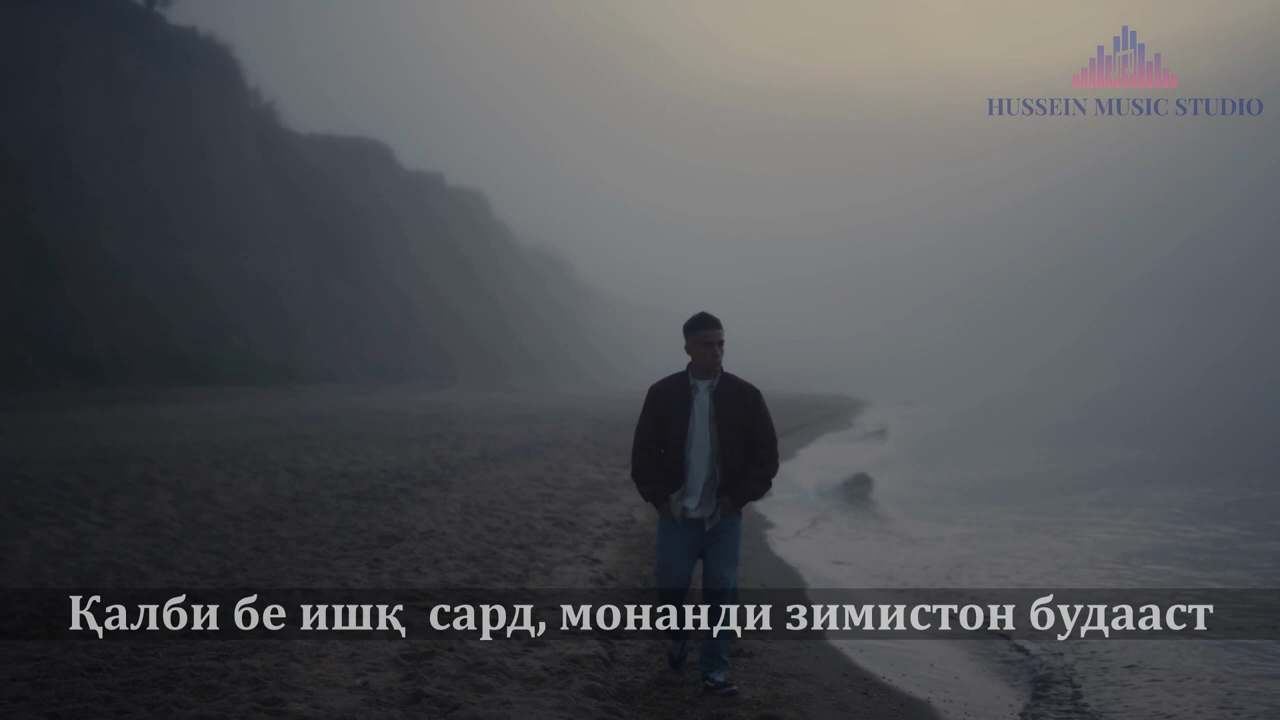 HUSSEIN MUSIC STUDIO
Қалби бе ишқ  сард, монанди зимистон будааст